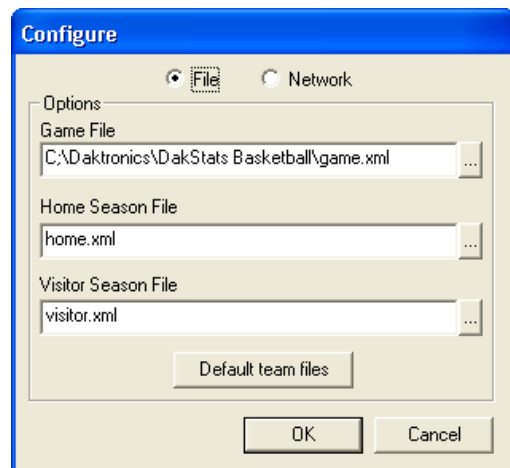 Configure
File Network
Options
Game File
C;\Daktronics\DakStats Basketball\game.xml ...
Home Season File
home.xml ...
Visitor Season File
visitor.xml ...
Default team files
OK Cancel